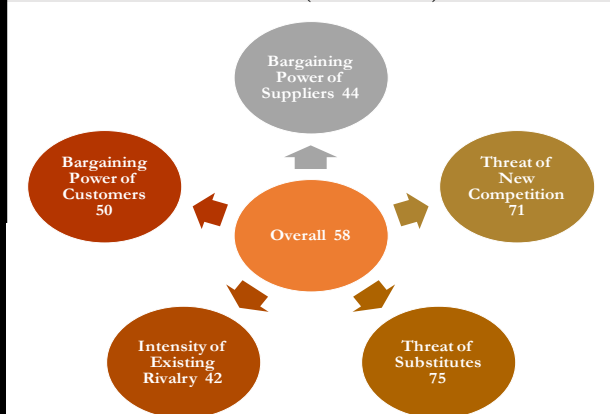 Bargaining
Power of
Suppliers 44
Bargaining
Power of
Customers
50
Threat of
New
Competition
71
Overall 58
Intensity of
Existing
Rivalry 42
Threat of
Substitutes
75